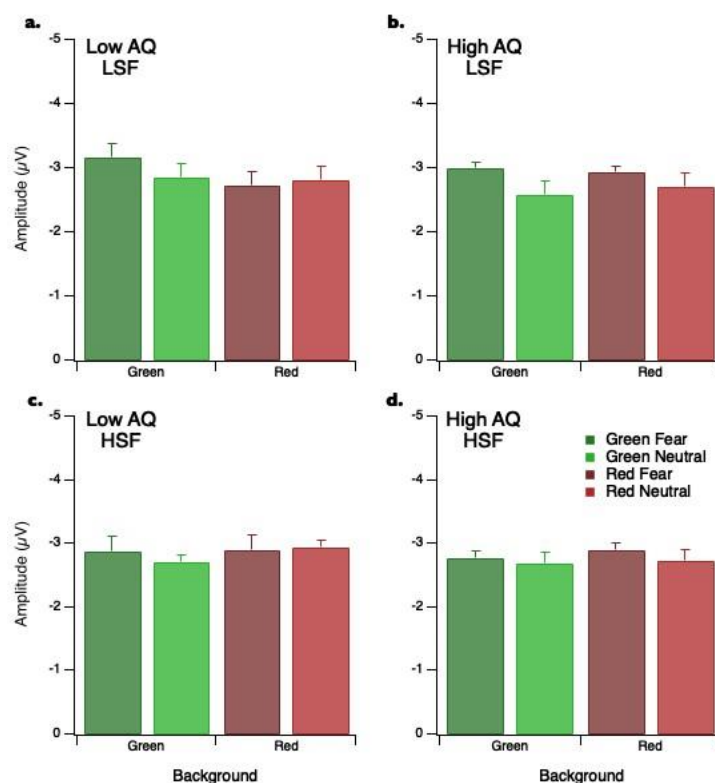 a.
Low AQ
LSF
-5
-4
-3
-2
-1
0
Amplitude (µV)
Green
Red
b.
High AQ
LSF
-5
-4
-3
-2
-1
0
Green
Red
c.
Low AQ
HSF
-5
-4
-3
-2
-1
0
Amplitude (µV)
Green
Red
Background
d.
High AQ
HSF
-5
-4
-3
-2
-1
0
Green Fear
Green Neutral
Red Fear
Red Neutral
Green
Red
Background